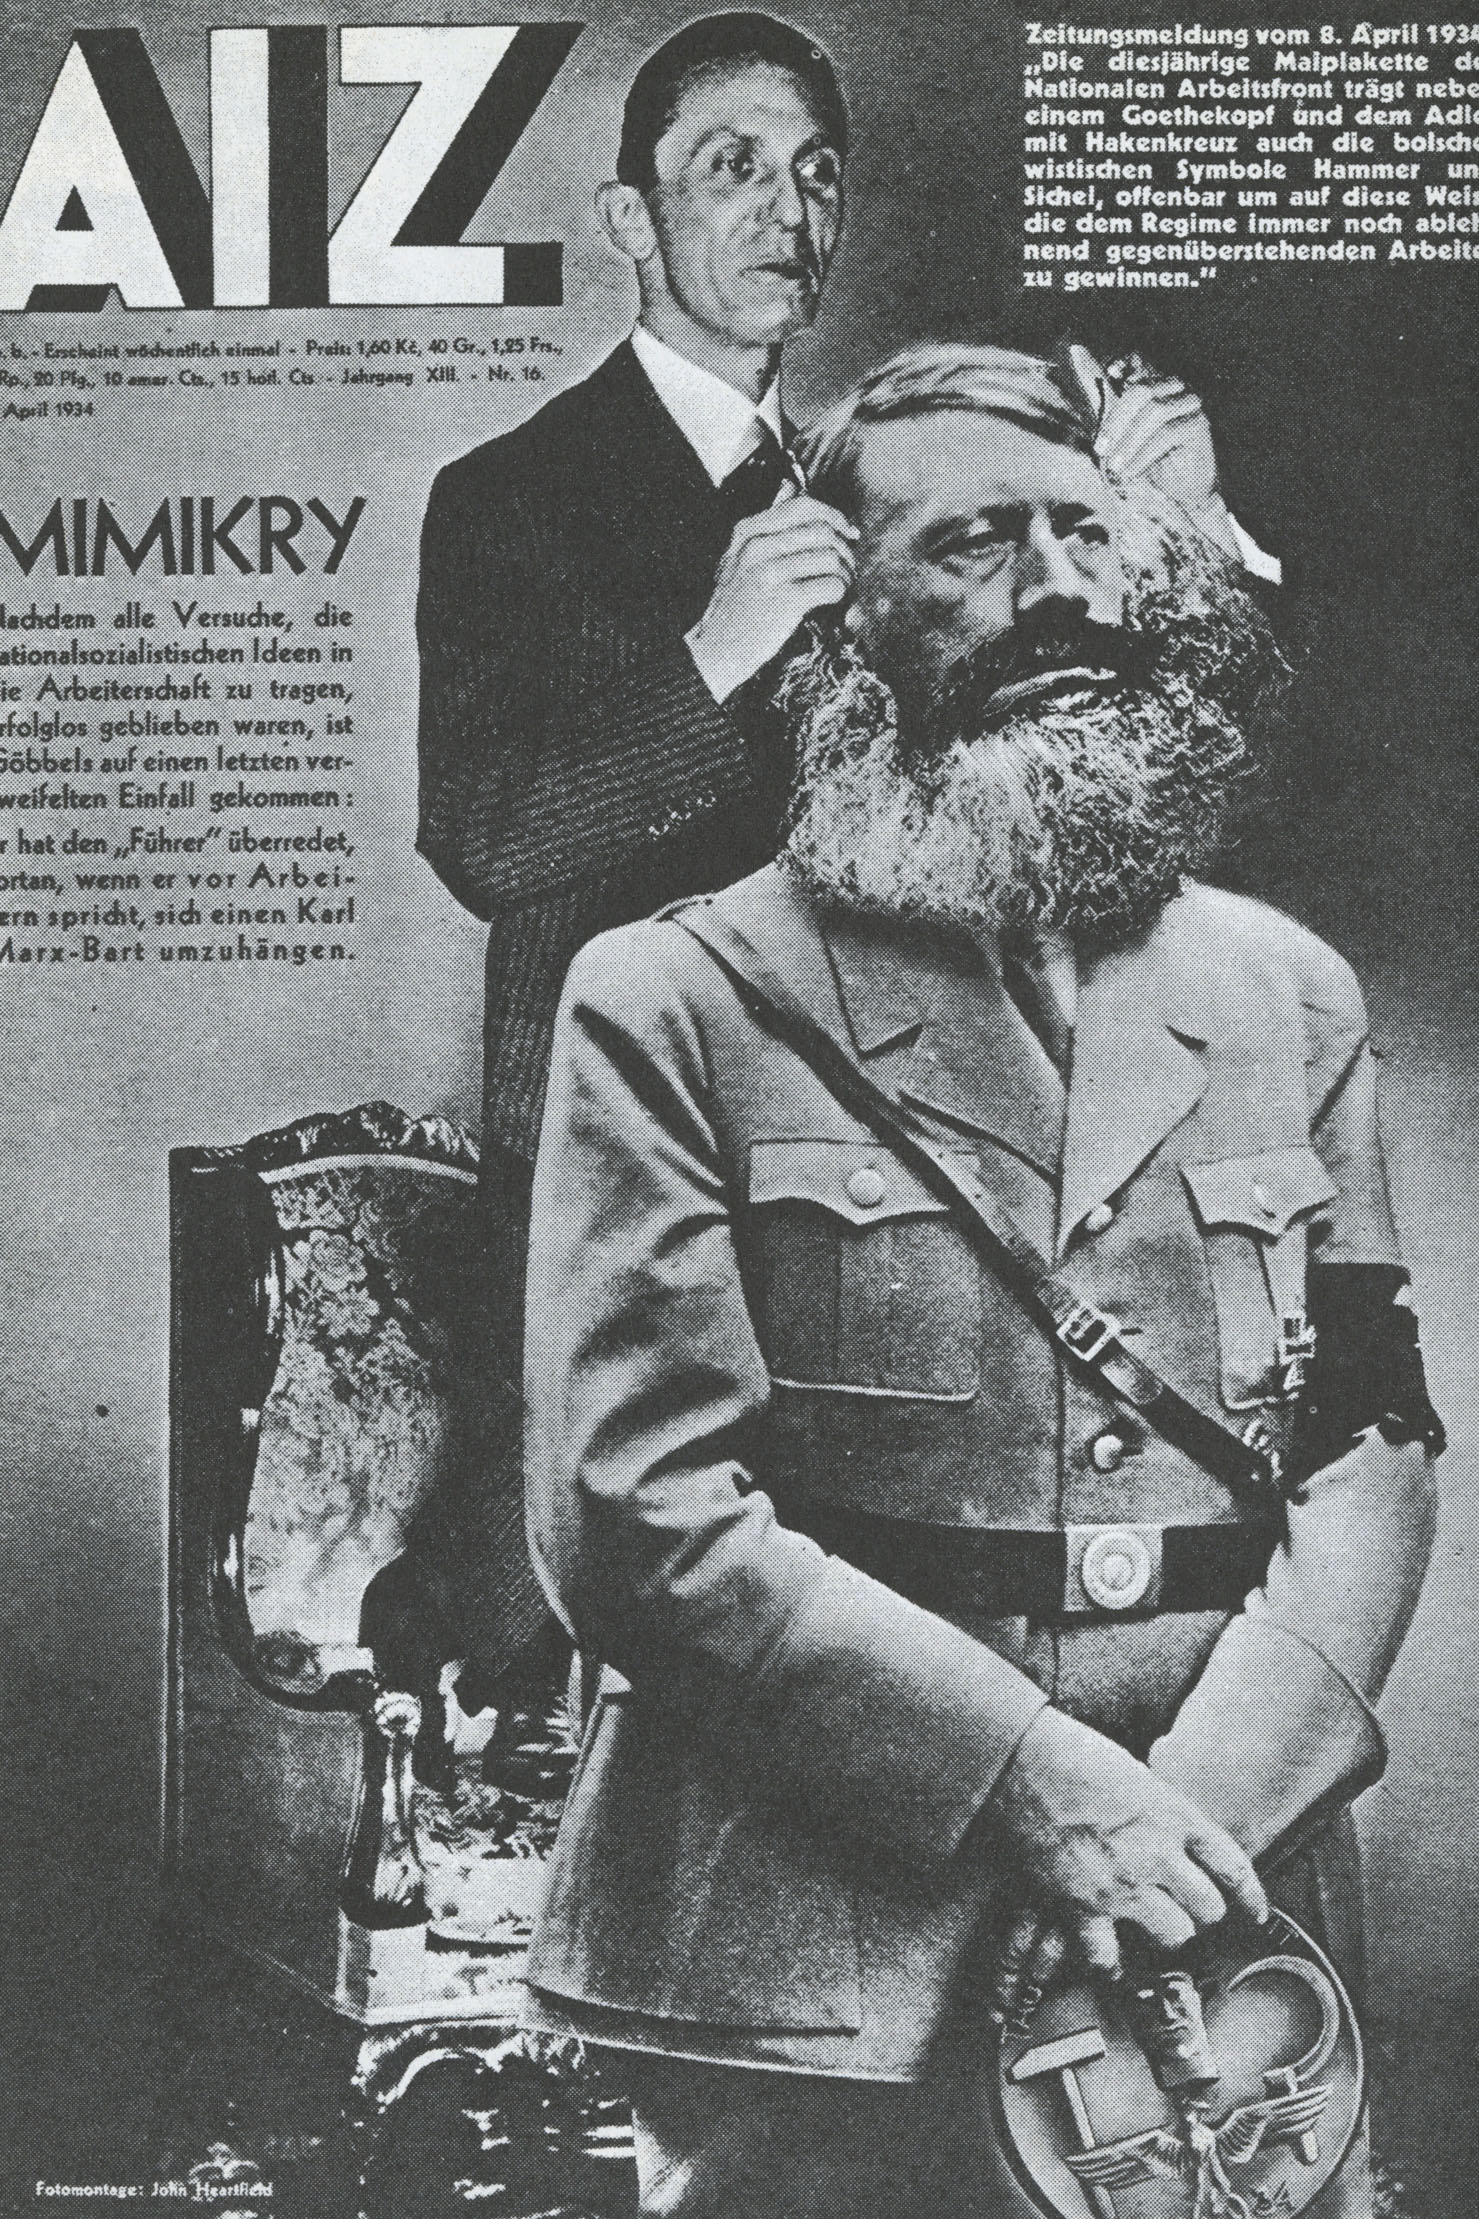 AIZ
. b. - Erscheint wöchentlich einmal - Preis: 1,60 Kč, 40 Gr., 1,25 Frs.,
Rp., 20 Pfg., 10 amer. Cts., 15 holl. Cts - Jahrgang XIII. - Nr. 16.
April 1934
MIMIKRY
Nachdem alle Versuche, die
ationalsozialistischen Ideen in
ie Arbeiterschaft zu tragen,
rfolglos geblieben waren, ist
Göbbels auf einen letzten ver-
weifelten Einfall gekommen:
r hat den „Führer“ überredet,
ortan, wenn er vor Arbei-
ern spricht, sich einen Karl
Marx-Bart umzuhängen.
Zeitungsmeldung vom 8. April 1934
„Die diesjährige Maiplakette de
Nationalen Arbeitsfront trägt nebe
einem Goethekopf und dem Adle
mit Hakenkreuz auch die bolsche
wistischen Symbole Hammer un
Sichel, offenbar um auf diese Weis
die dem Regime immer noch ableh
nend gegenüberstehenden Arbeite
zu gewinnen.“
Fotomontage: John Heartfield